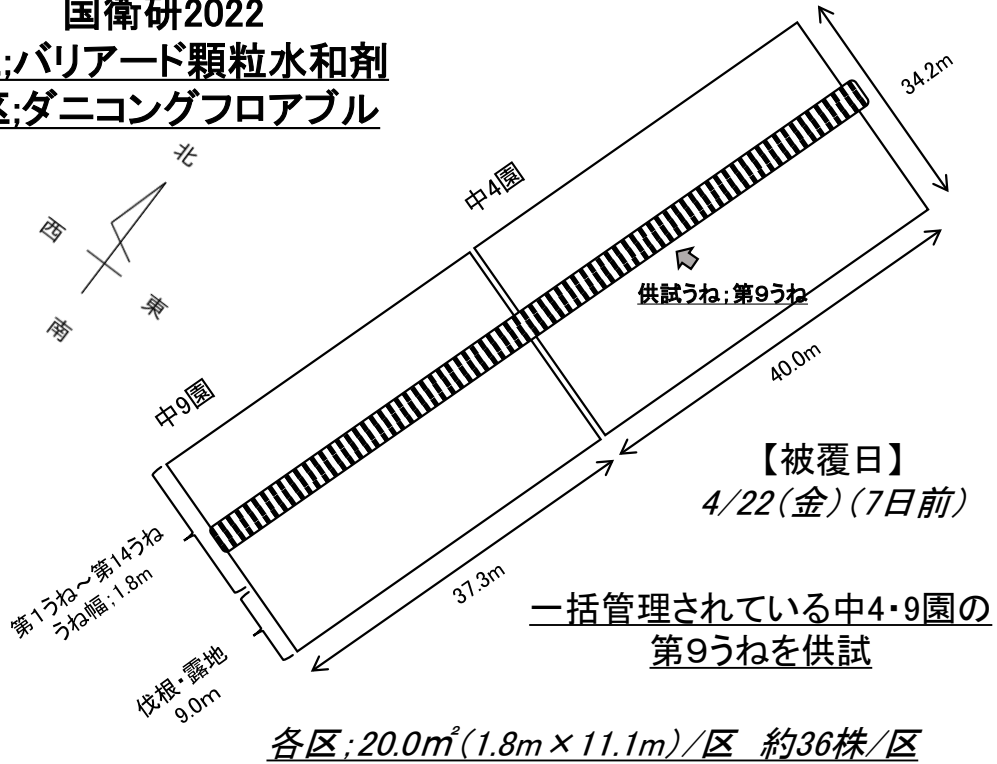 国衛研2022
;バリアード顆粒水和剤
区;ダニコングフロアブル
北
西
東
南
中4園
34.2m
供試うね;第9うね
40.0m
中9園
【被覆日】
4/22(金)(7日前)
第1うね～第14うね
うね幅;1.8m
37.3m
一括管理されている中4・9園の
第9うねを供試
伐根・露地
9.0m
各区;20.0㎡(1.8m×11.1m)/区 約36株/区